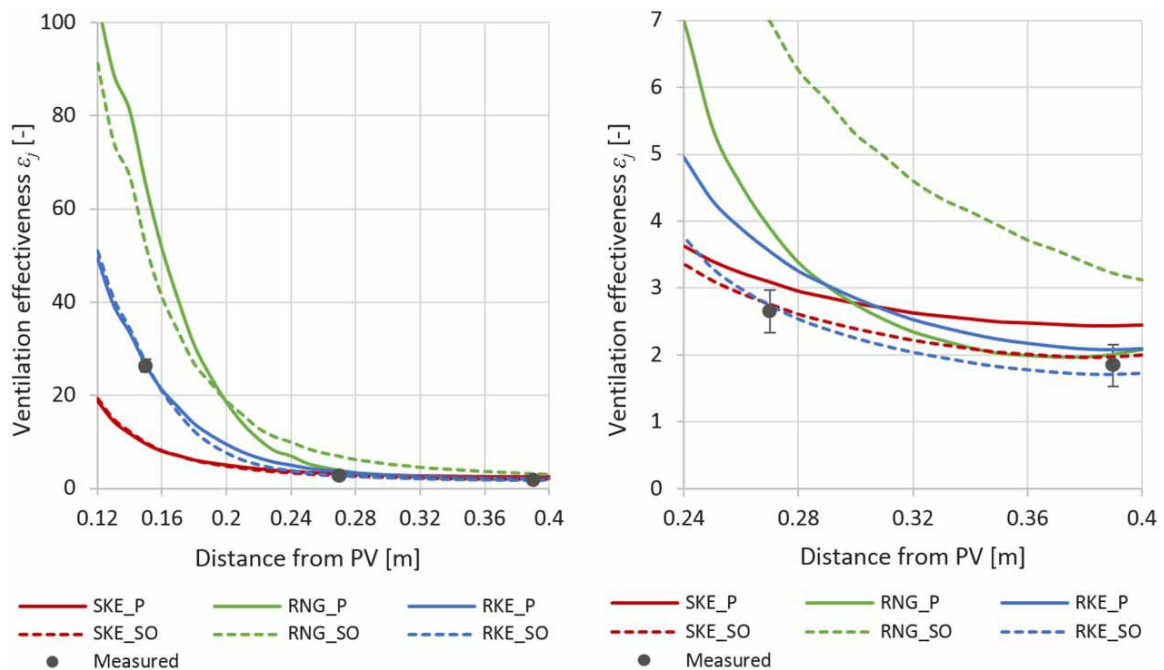 Ventilation effectiveness εj [-]
100
80
60
40
20
0
0.12 0.16 0.2 0.24 0.28 0.32 0.36 0.4
Distance from PV [m]
SKE_P RNG_P RKE_P
SKE_SO RNG_SO RKE_SO
Measured
Ventilation effectiveness εj [-]
7
6
5
4
3
2
1
0
0.24 0.28 0.32 0.36 0.4
Distance from PV [m]
SKE_P RNG_P RKE_P
SKE_SO RNG_SO RKE_SO
Measured